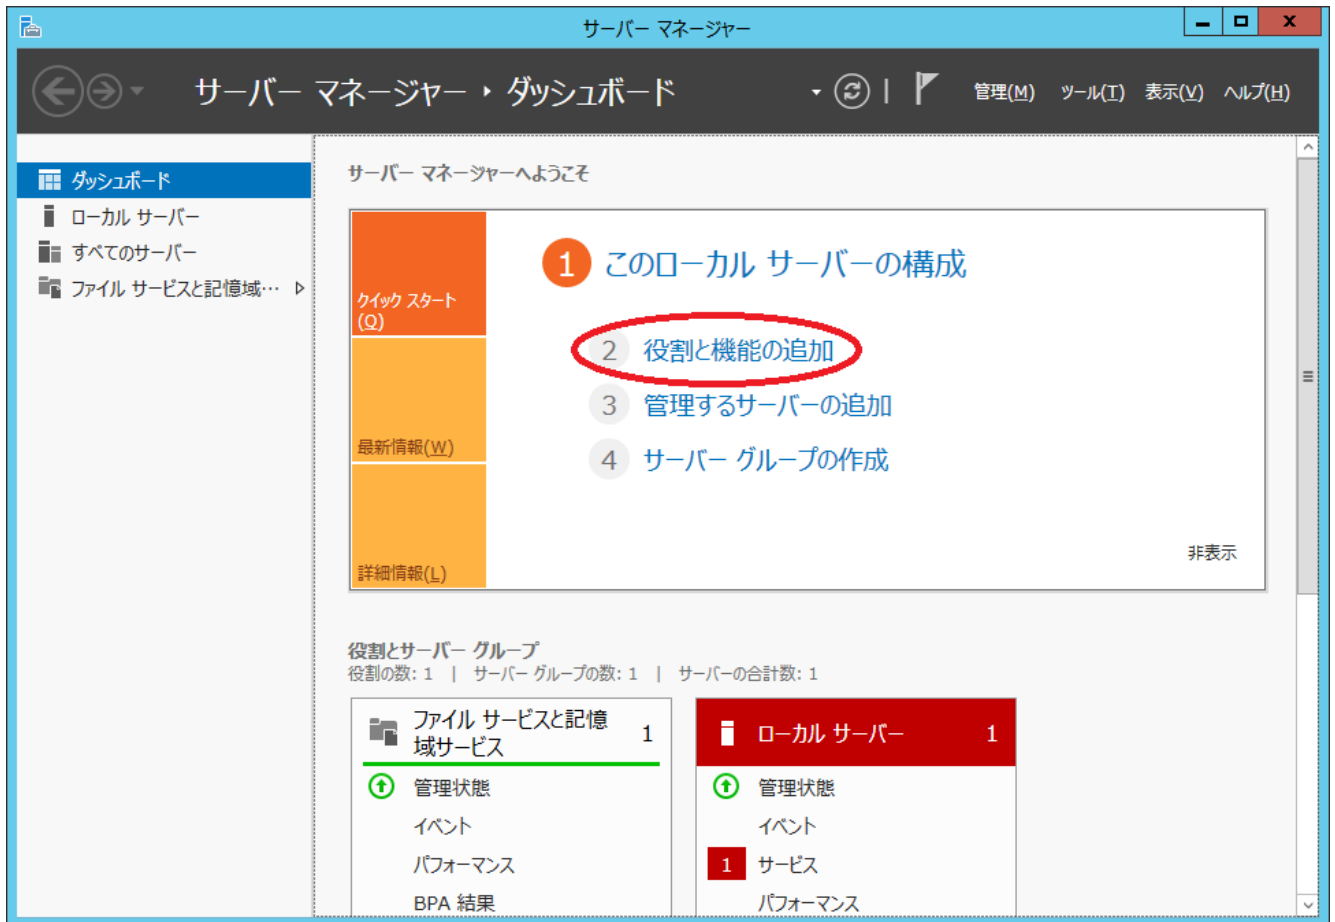 サーバー マネージャー
サーバー マネージャー ‣ ダッシュボード
管理(M) ツール(T) 表示(V) ヘルプ(H)
ダッシュボード
ローカル サーバー
すべてのサーバー
ファイル サービスと記憶域…
サーバー マネージャーへようこそ
クイック スタート
(Q)
最新情報(W)
詳細情報(L)
1 このローカル サーバーの構成
2 役割と機能の追加
3 管理するサーバーの追加
4 サーバー グループの作成
非表示
役割とサーバー グループ
役割の数: 1 | サーバー グループの数: 1 | サーバーの合計数: 1
ファイル サービスと記憶
域サービス 1
管理状態
イベント
パフォーマンス
BPA 結果
ローカル サーバー 1
管理状態
イベント
1 サービス
パフォーマンス